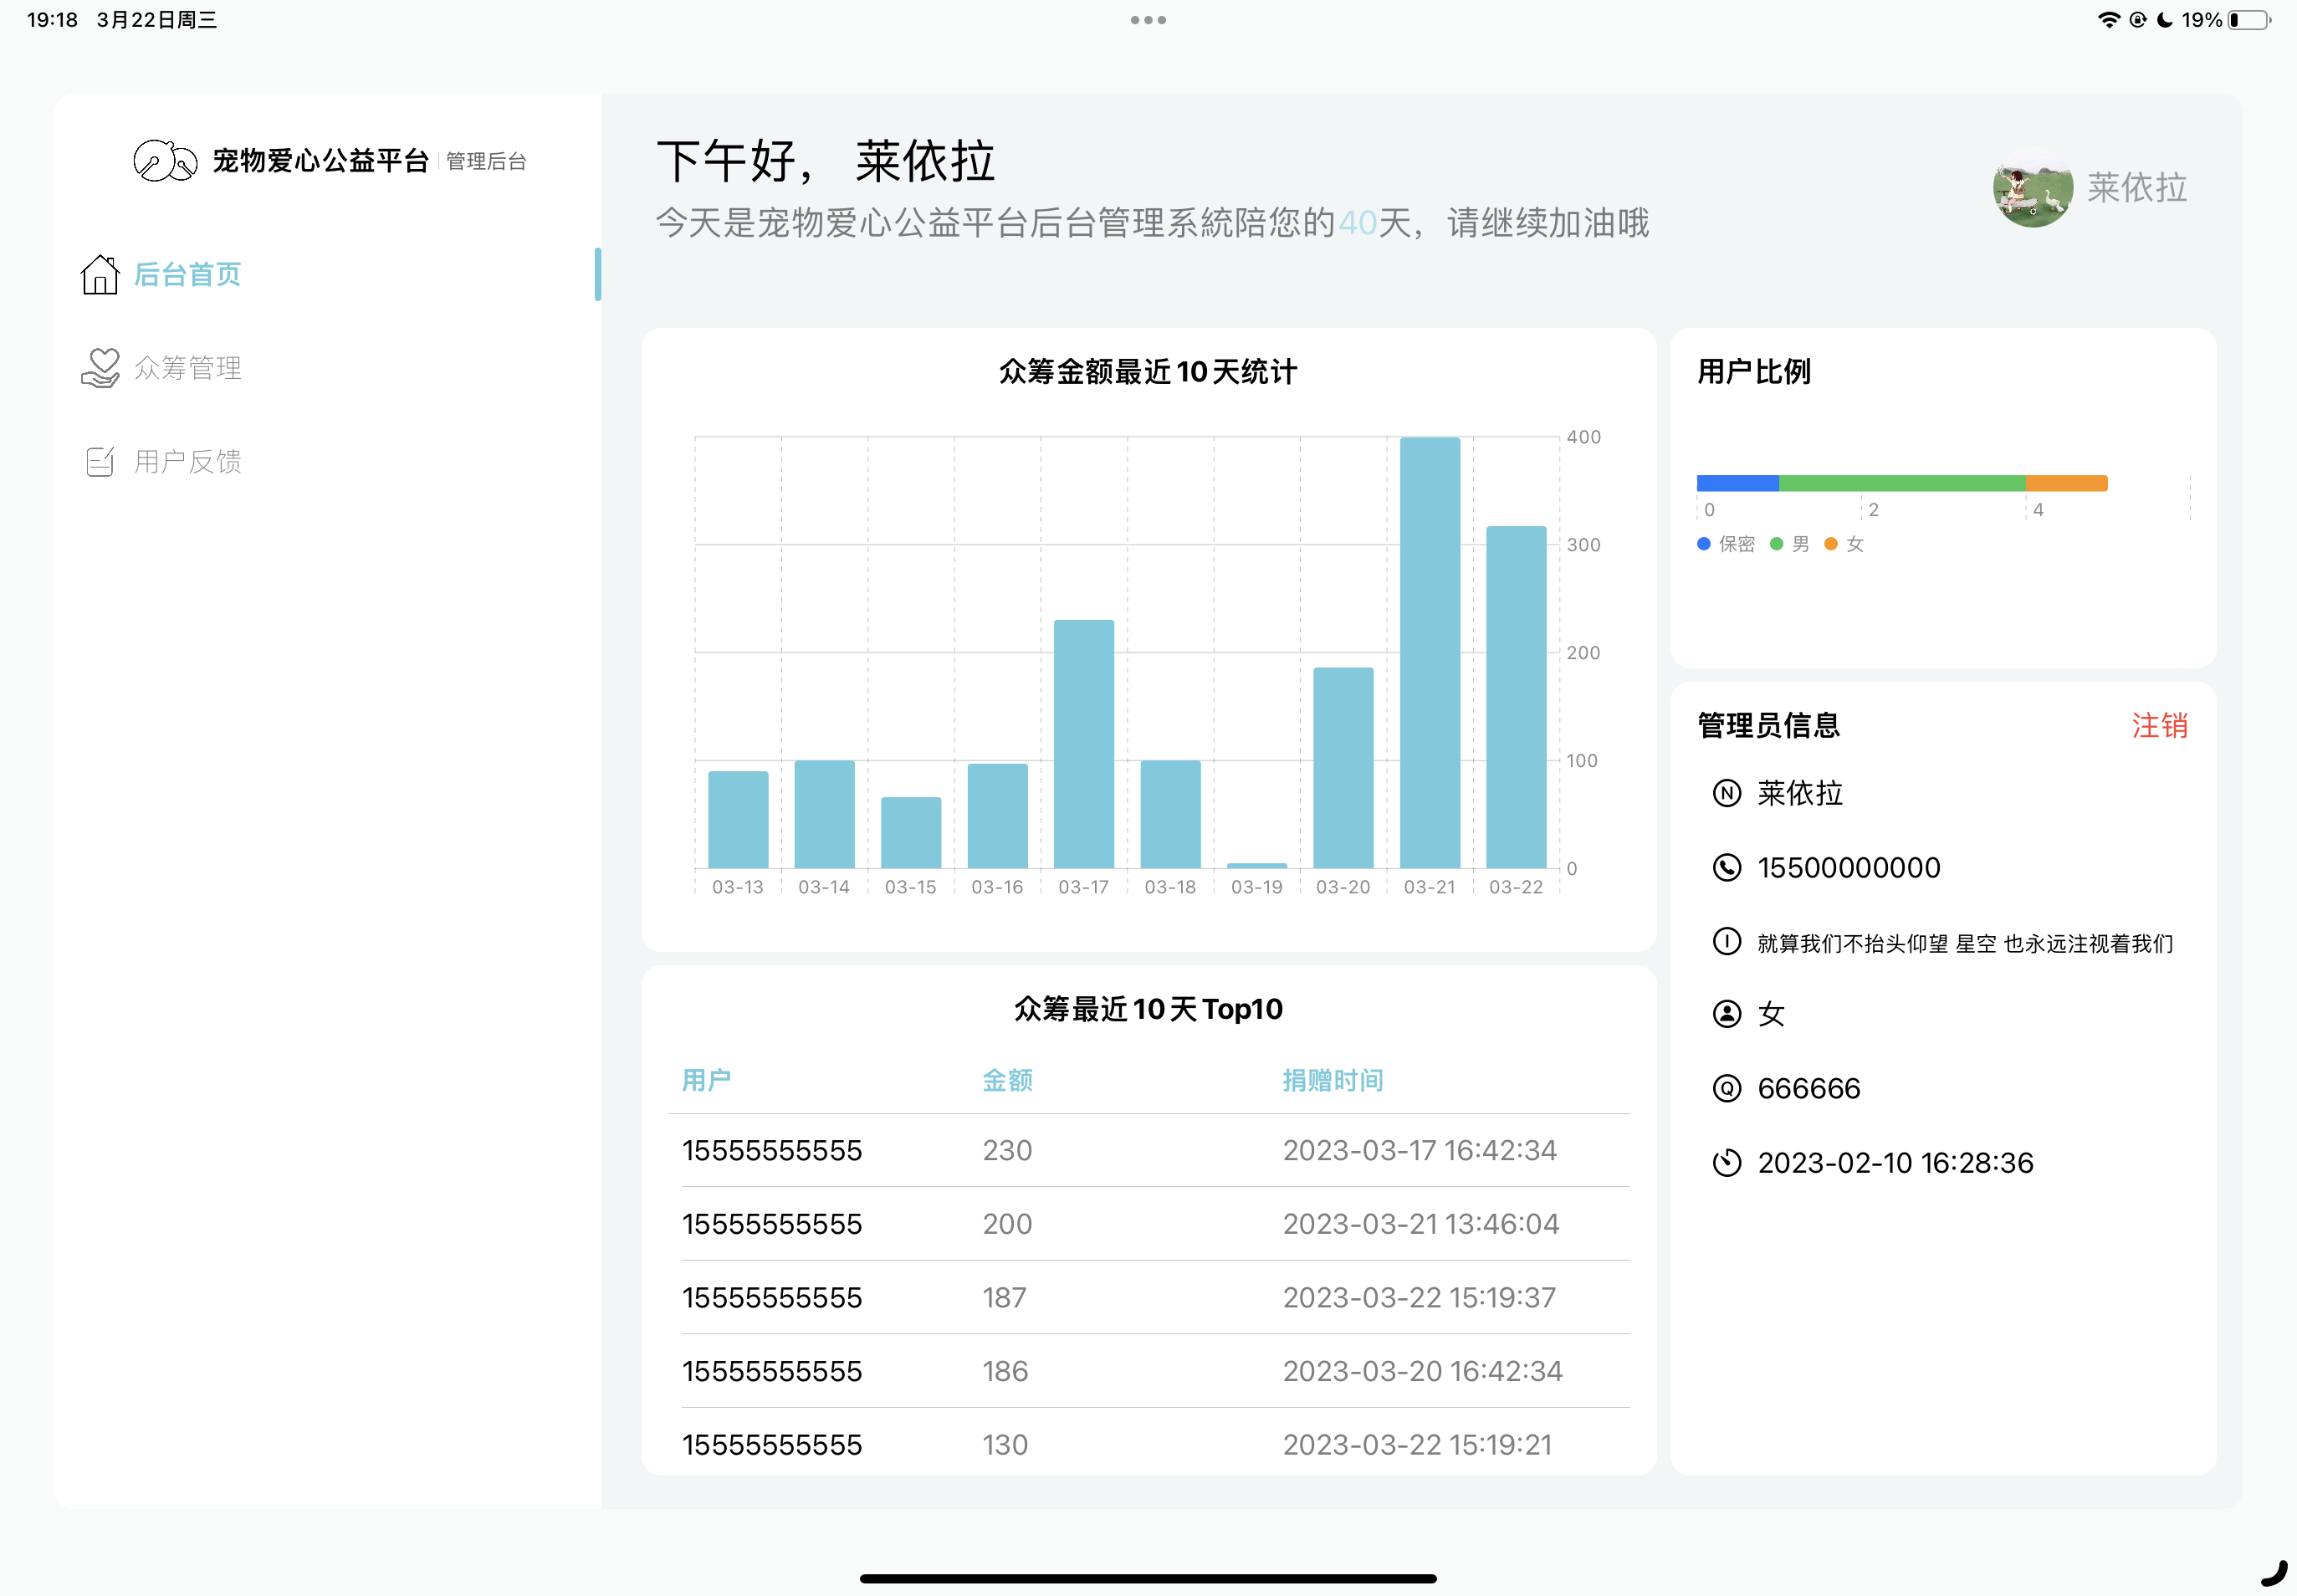 19:18 3月22日周三
19%
宠物爱心公益平台 管理后台
后台首页
众筹管理
用户反馈
下午好， 莱依拉
今天是宠物爱心公益平台后台管理系統陪您的40天，请继续加油哦
莱依拉
众筹金额最近10天统计
400
300
200
100
0
03-13 03-14 03-15 03-16 03-17 03-18 03-19 03-20 03-21 03-22
用户比例
0 2 4
保密 男 女
管理员信息 注销
N 莱依拉
15500000000
I 就算我们不抬头仰望 星空 也永远注视着我们
女
Q 666666
2023-02-10 16:28:36
众筹最近10天Top10
用户 金额 捐赠时间
15555555555 230 2023-03-17 16:42:34
15555555555 200 2023-03-21 13:46:04
15555555555 187 2023-03-22 15:19:37
15555555555 186 2023-03-20 16:42:34
15555555555 130 2023-03-22 15:19:21